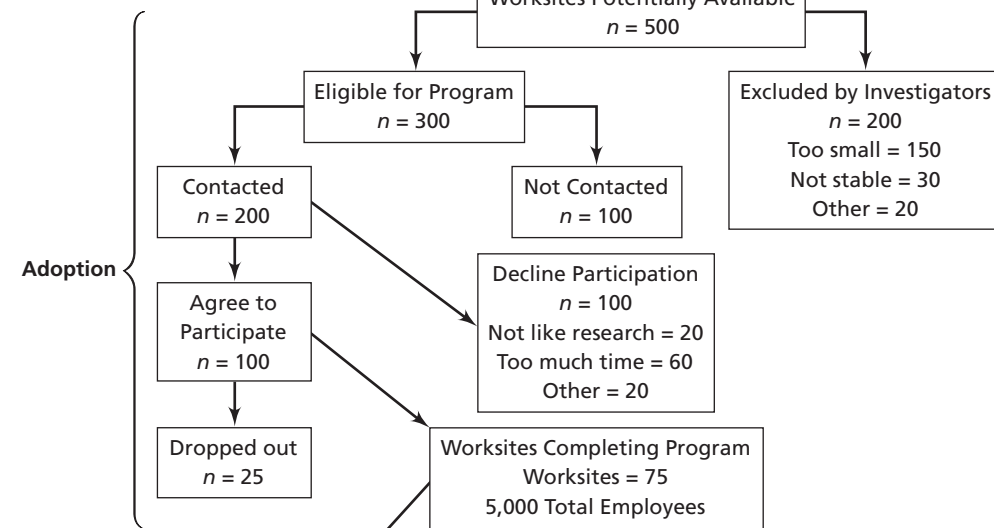 Worksites Potentially Available
n = 500
Eligible for Program
n = 300
Excluded by Investigators
n = 200
Too small = 150
Not stable = 30
Other = 20
Contacted
n = 200
Not Contacted
n = 100
Adoption
Decline Participation
n = 100
Not like research = 20
Too much time = 60
Other = 20
Agree to
Participate
n = 100
Dropped out
n = 25
Worksites Completing Program
Worksites = 75
5,000 Total Employees